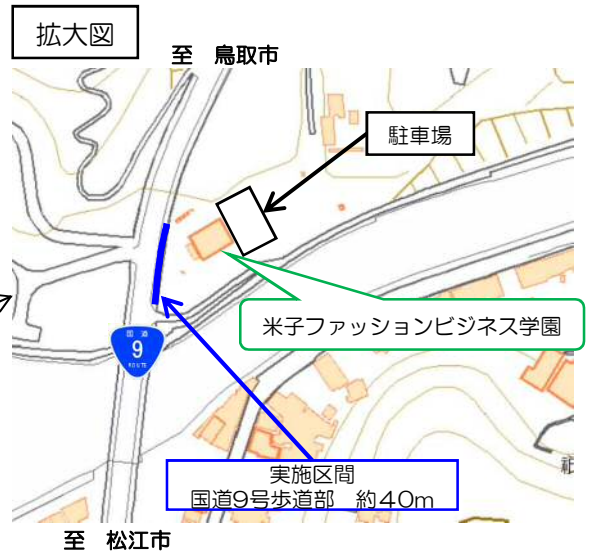 拡大図
至　鳥取市
駐車場
米子ファッションビジネス学園
国道
9
ROUTE
実施区間
国道9号歩道部　約40m
至　松江市